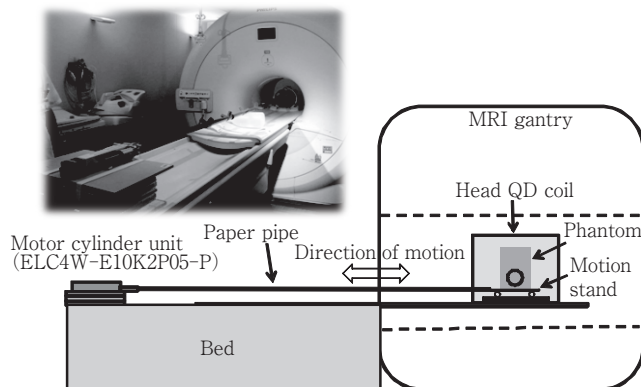 MRI gantry
Head QD coil
Phantom
Motor cylinder unit
(ELC4W-E10K2P05-P)
Paper pipe
Direction of motion
Motion
stand
Bed